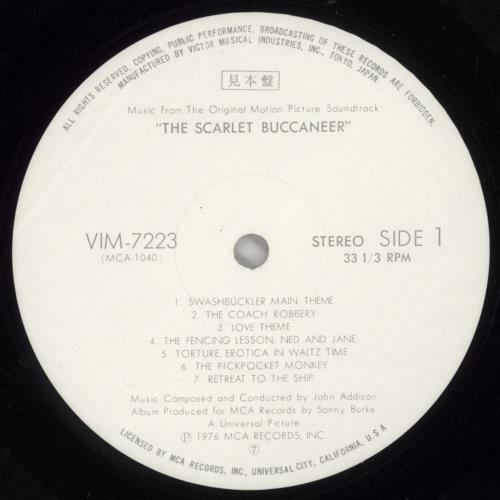 ALL RIGHTS RESERVED, COPYING, PUBLIC PERFORMANCE, BROADCASTING OF THESE RECORDS ARE FORBIDDEN.
MANUFACTURED BY VICTOR MUSICAL INDUSTRIES, INC., TOKYO, JAPAN
見本盤
Music From The Original Motion Picture Soundtrack
"THE SCARLET BUCCANEER"
VIM-7223
(MCA-1040)
STEREO SIDE 1
33 1/3 RPM
1. SWASHBUCKLER MAIN THEME
2. THE COACH ROBBERY
3. LOVE THEME
4. THE FENCING LESSON, NED AND JANE
5. TORTURE, EROTICA IN WALTZ TIME
6. THE PICKPOCKET MONKEY
7. RETREAT TO THE SHIP
Music Composed and Conducted by John Addison
Album Produced for MCA Records by Sonny Burke
A Universal Picture
Ⓟ 1976 MCA RECORDS, INC.
⑦
LICENSED BY MCA RECORDS, INC., UNIVERSAL CITY, CALIFORNIA, U.S.A